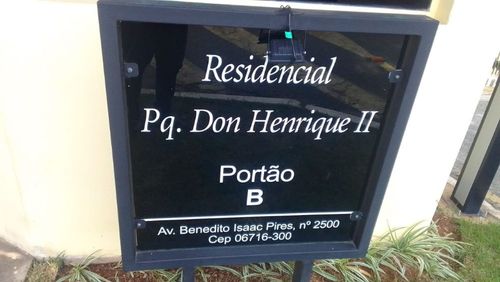 Residencial
Pq. Don Henrique II
Portão
B
Av. Benedito Isaac Pires, nº 2500
Cep 06716-300